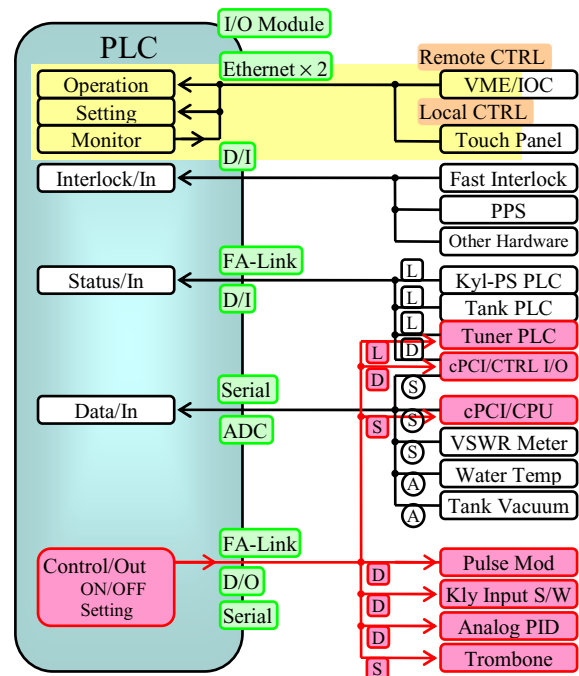 I/O Module
PLC
Ethernet × 2
Remote CTRL
Operation
VME/IOC
Setting
Local CTRL
Monitor
Touch Panel
D/I
Interlock/In
Fast Interlock
PPS
Other Hardware
FA-Link
L
Status/In
Kyl-PS PLC
D/I
L
Tank PLC
L
Tuner PLC
L
D
cPCI/CTRL I/O
D
S
Serial
Data/In
cPCI/CPU
S
S
ADC
VSWR Meter
S
Water Temp
A
Tank Vacuum
A
FA-Link
Control/Out
Pulse Mod
ON/OFF
D/O
D
Kly Input S/W
Setting
D
Serial
Analog PID
D
Trombone
S